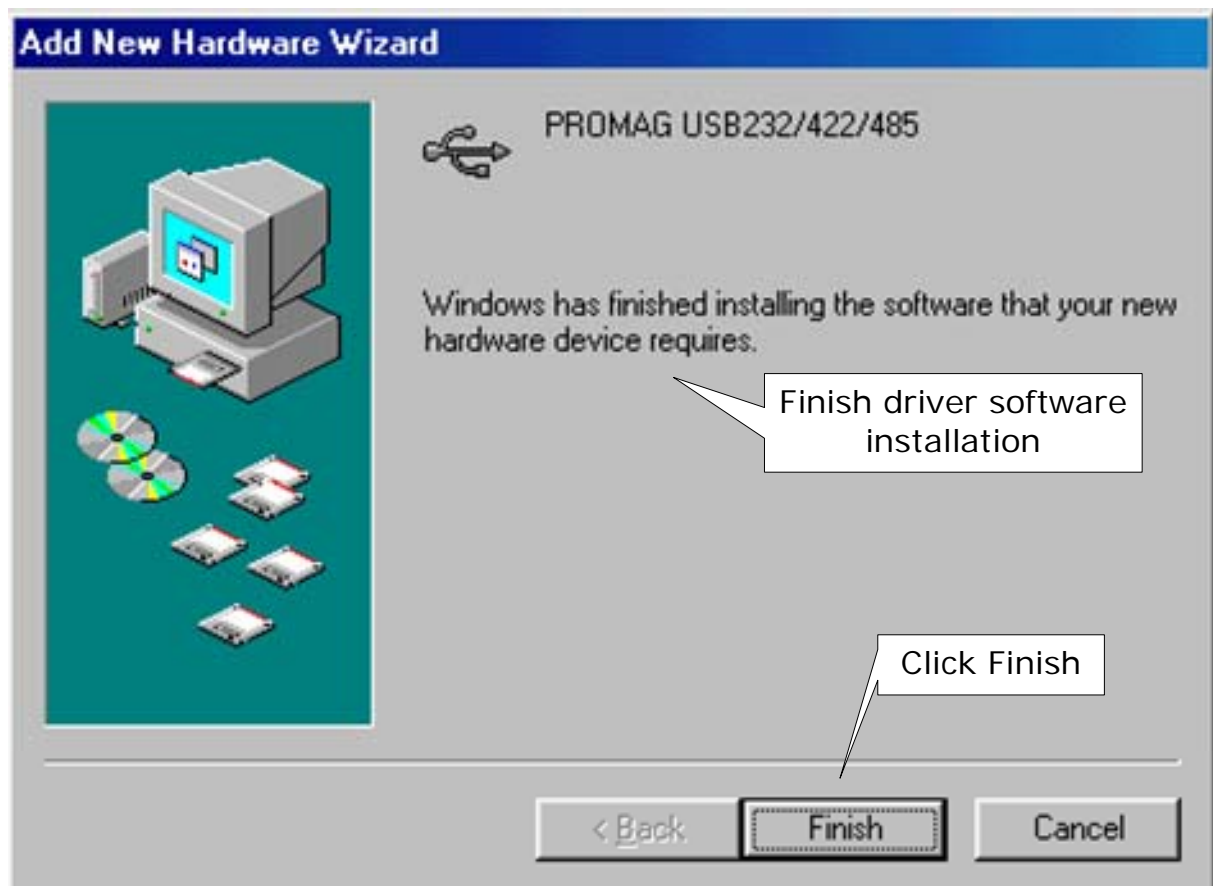 Add New Hardware Wizard
PROMAG USB232/422/485
Windows has finished installing the software that your new
hardware device requires.
Finish driver software
installation
Click Finish
< Back
Finish
Cancel